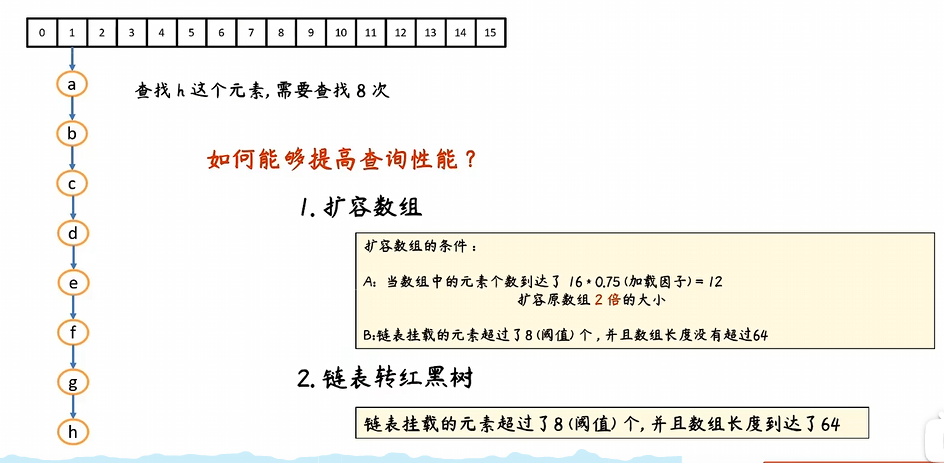 0 1 2 3 4 5 6 7 8 9 10 11 12 13 14 15
a
查找 h 这个元素, 需要查找 8 次
b
如何能够提高查询性能？
c
1. 扩容数组
d
扩容数组的条件：
e
A: 当数组中的元素个数到达了 16 * 0.75 (加载因子) = 12
扩容原数组 2 倍的大小
f
B:链表挂载的元素超过了8 (阈值) 个, 并且数组长度没有超过64
g
2. 链表转红黑树
链表挂载的元素超过了8 (阈值) 个, 并且数组长度到达了64
h